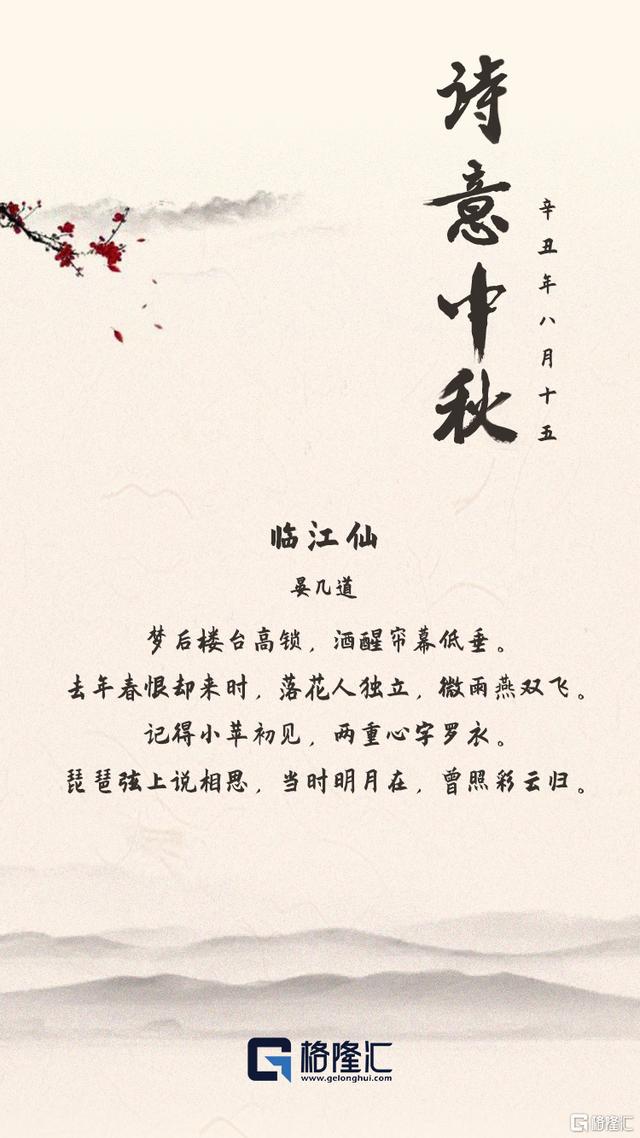 诗意中秋
辛丑年八月十五
临江仙
晏几道
梦后楼台高锁，酒醒帘幕低垂。
去年春恨却来时，落花人独立，微雨燕双飞。
记得小苹初见，两重心字罗衣。
琵琶弦上说相思，当时明月在，曾照彩云归。
格隆汇
www.gelonghui.com
格隆汇